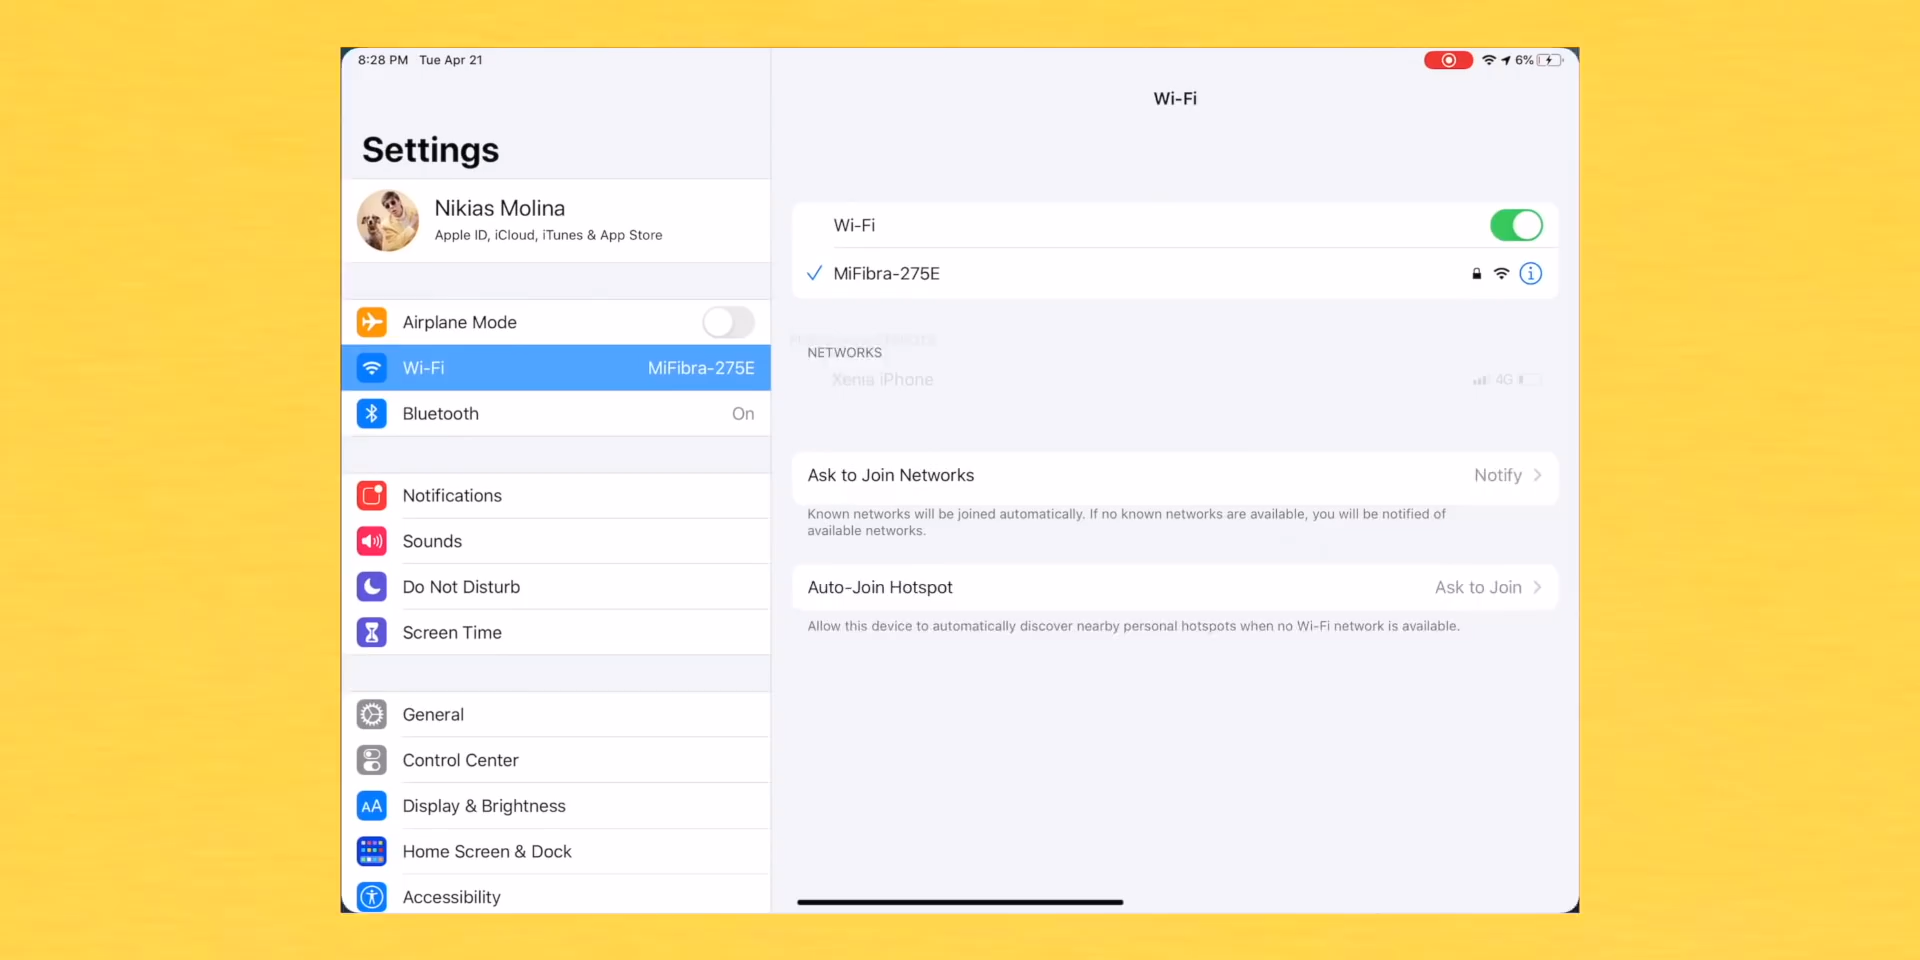 8:28 PM Tue Apr 21
6%
Settings
Nikias Molina
Apple ID, iCloud, iTunes & App Store
Airplane Mode
Wi-Fi MiFibra-275E
Bluetooth On
Notifications
Sounds
Do Not Disturb
Screen Time
General
Control Center
AA Display & Brightness
Home Screen & Dock
Accessibility
Wi-Fi
Wi-Fi
MiFibra-275E
NETWORKS
Xenia iPhone 4G
Ask to Join Networks Notify
Known networks will be joined automatically. If no known networks are available, you will be notified of
available networks.
Auto-Join Hotspot Ask to Join
Allow this device to automatically discover nearby personal hotspots when no Wi-Fi network is available.